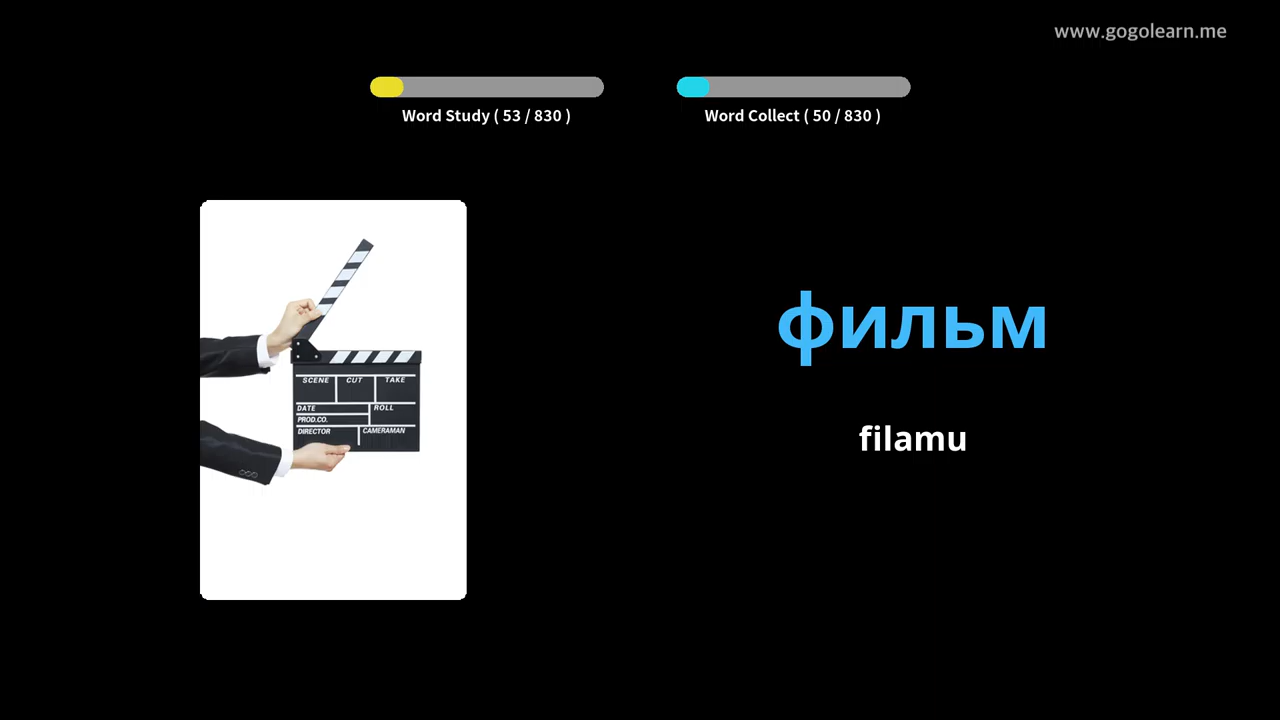 www.gogolearn.me
Word Study ( 53 / 830 )
Word Collect ( 50 / 830 )
SCENE CUT TAKE
DATE ROLL
PROD.CO.
DIRECTOR CAMERAMAN
фильм
filamu